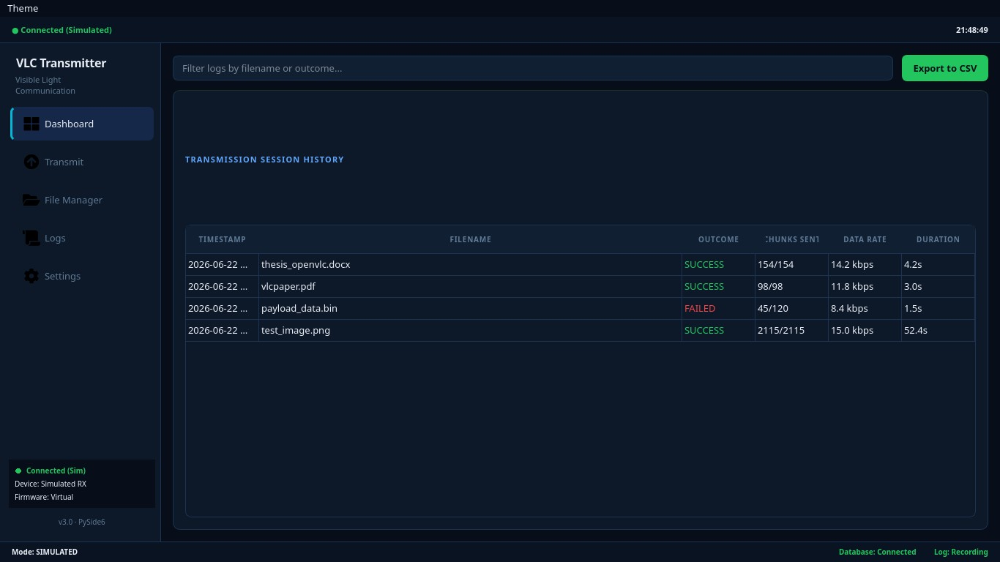 Theme
● Connected (Simulated)
21:48:49
VLC Transmitter
Visible Light
Communication
Dashboard
Transmit
File Manager
Logs
Settings
● Connected (Sim)
Device: Simulated RX
Firmware: Virtual
v3.0 · PySide6
Filter logs by filename or outcome...
Export to CSV
TRANSMISSION SESSION HISTORY
TIMESTAMP FILENAME OUTCOME CHUNKS SENT DATA RATE DURATION
2026-06-22 ... thesis_openvlc.docx SUCCESS 154/154 14.2 kbps 4.2s
2026-06-22 ... vlcpaper.pdf SUCCESS 98/98 11.8 kbps 3.0s
2026-06-22 ... payload_data.bin FAILED 45/120 8.4 kbps 1.5s
2026-06-22 ... test_image.png SUCCESS 2115/2115 15.0 kbps 52.4s
Mode: SIMULATED
Database: Connected
Log: Recording